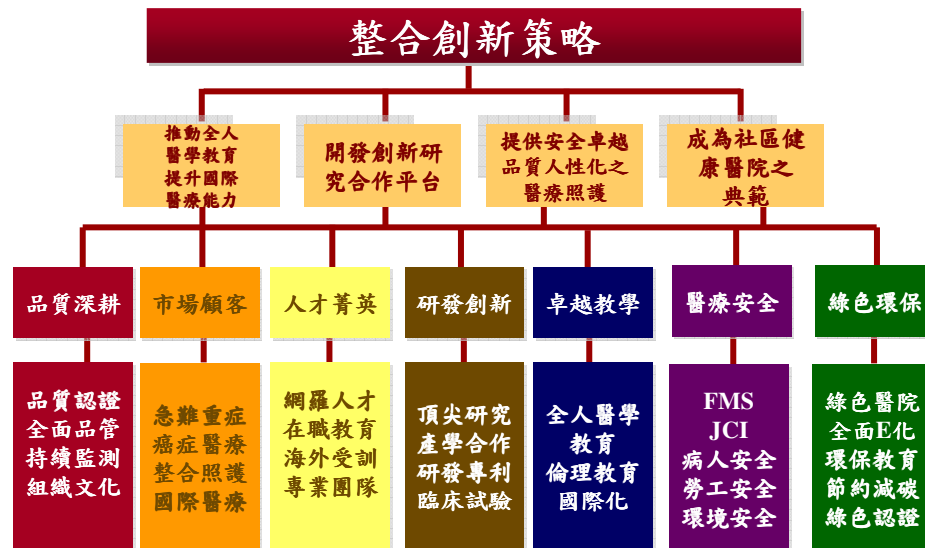 整合創新策略
推動全人
醫學教育
提升國際
醫療能力
開發創新研
究合作平台
提供安全卓越
品質人性化之
醫療照護
成為社區健
康醫院之
典範
品質深耕
市場顧客
人才菁英
研發創新
卓越教學
醫療安全
綠色環保
品質認證
全面品管
持續監測
組織文化
急難重症
癌症醫療
整合照護
國際醫療
網羅人才
在職教育
海外受訓
專業團隊
頂尖研究
產學合作
研發專利
臨床試驗
全人醫學
教育
倫理教育
國際化
FMS
JCI
病人安全
勞工安全
環境安全
綠色醫院
全面E化
環保教育
節約減碳
綠色認證